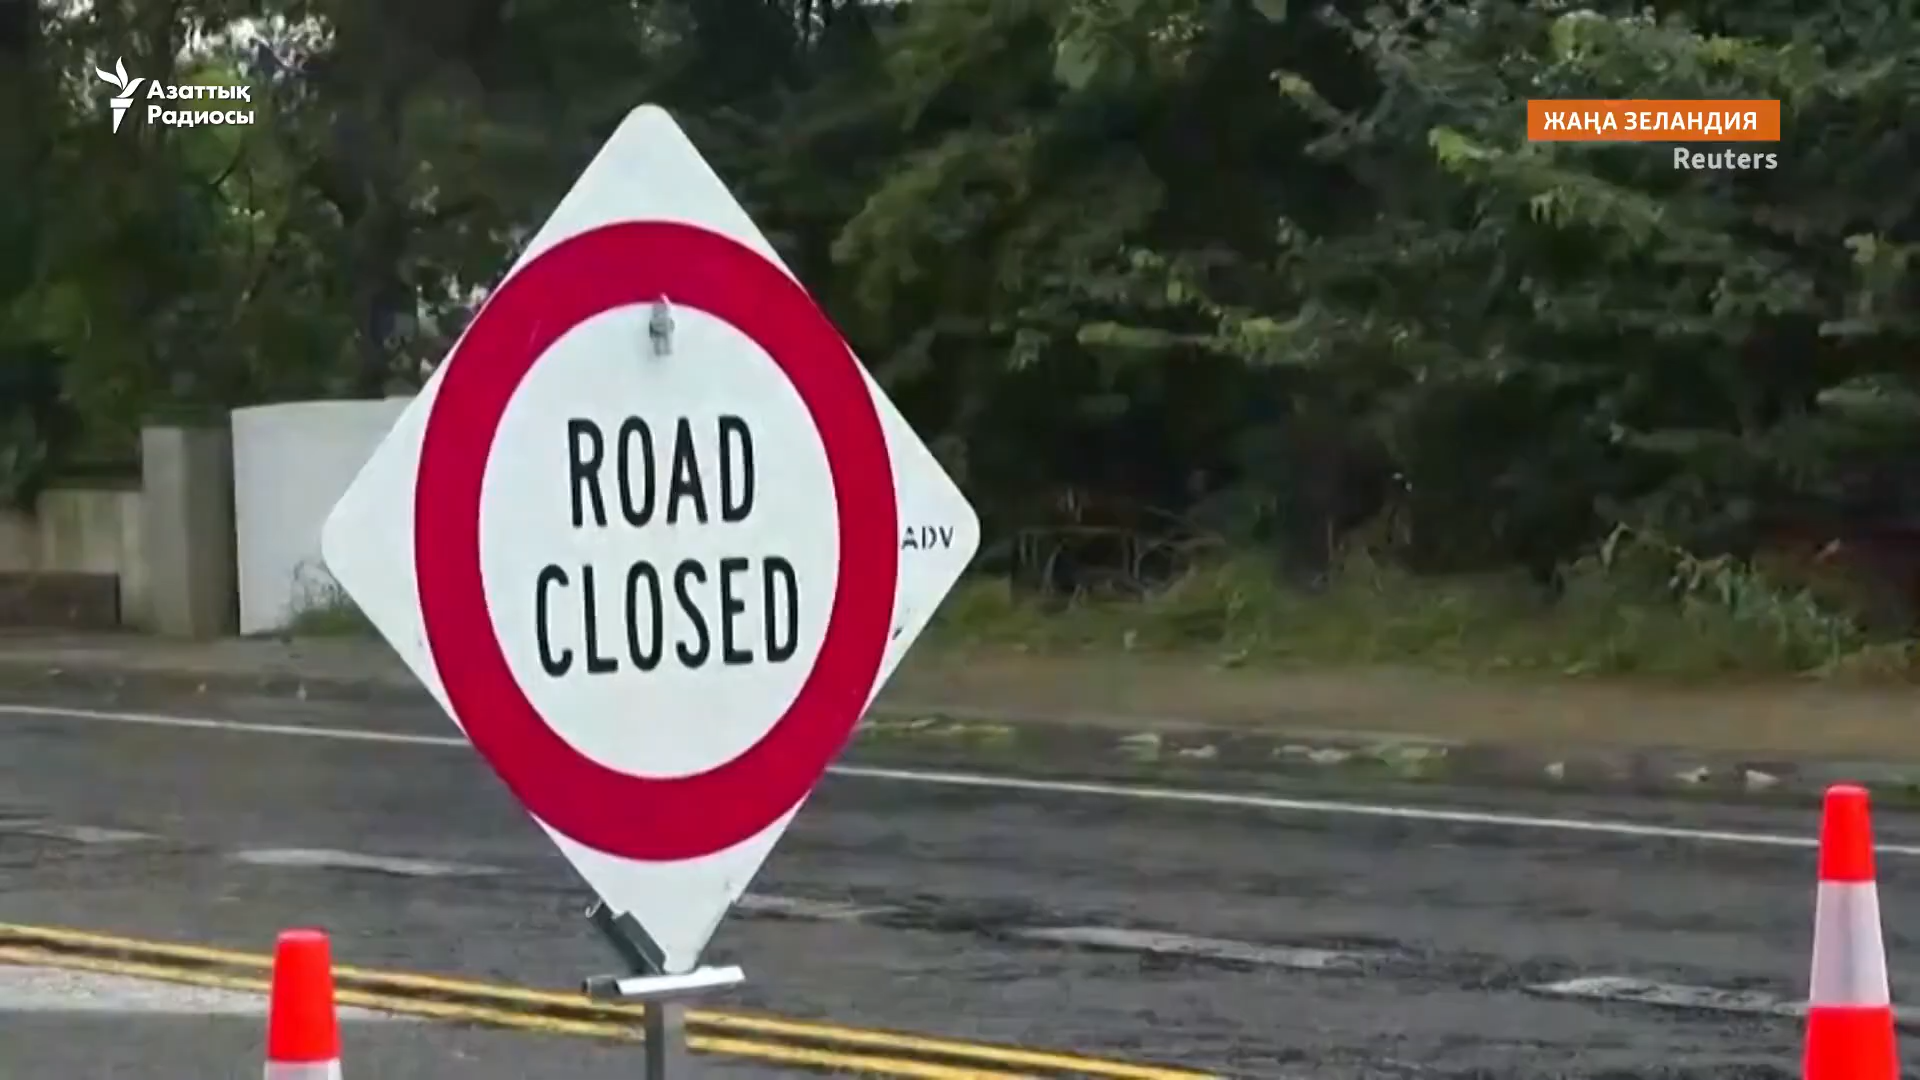 Азаттық
Радиосы
ЖАҢА ЗЕЛАНДИЯ
Reuters
ROAD
CLOSED
ADV